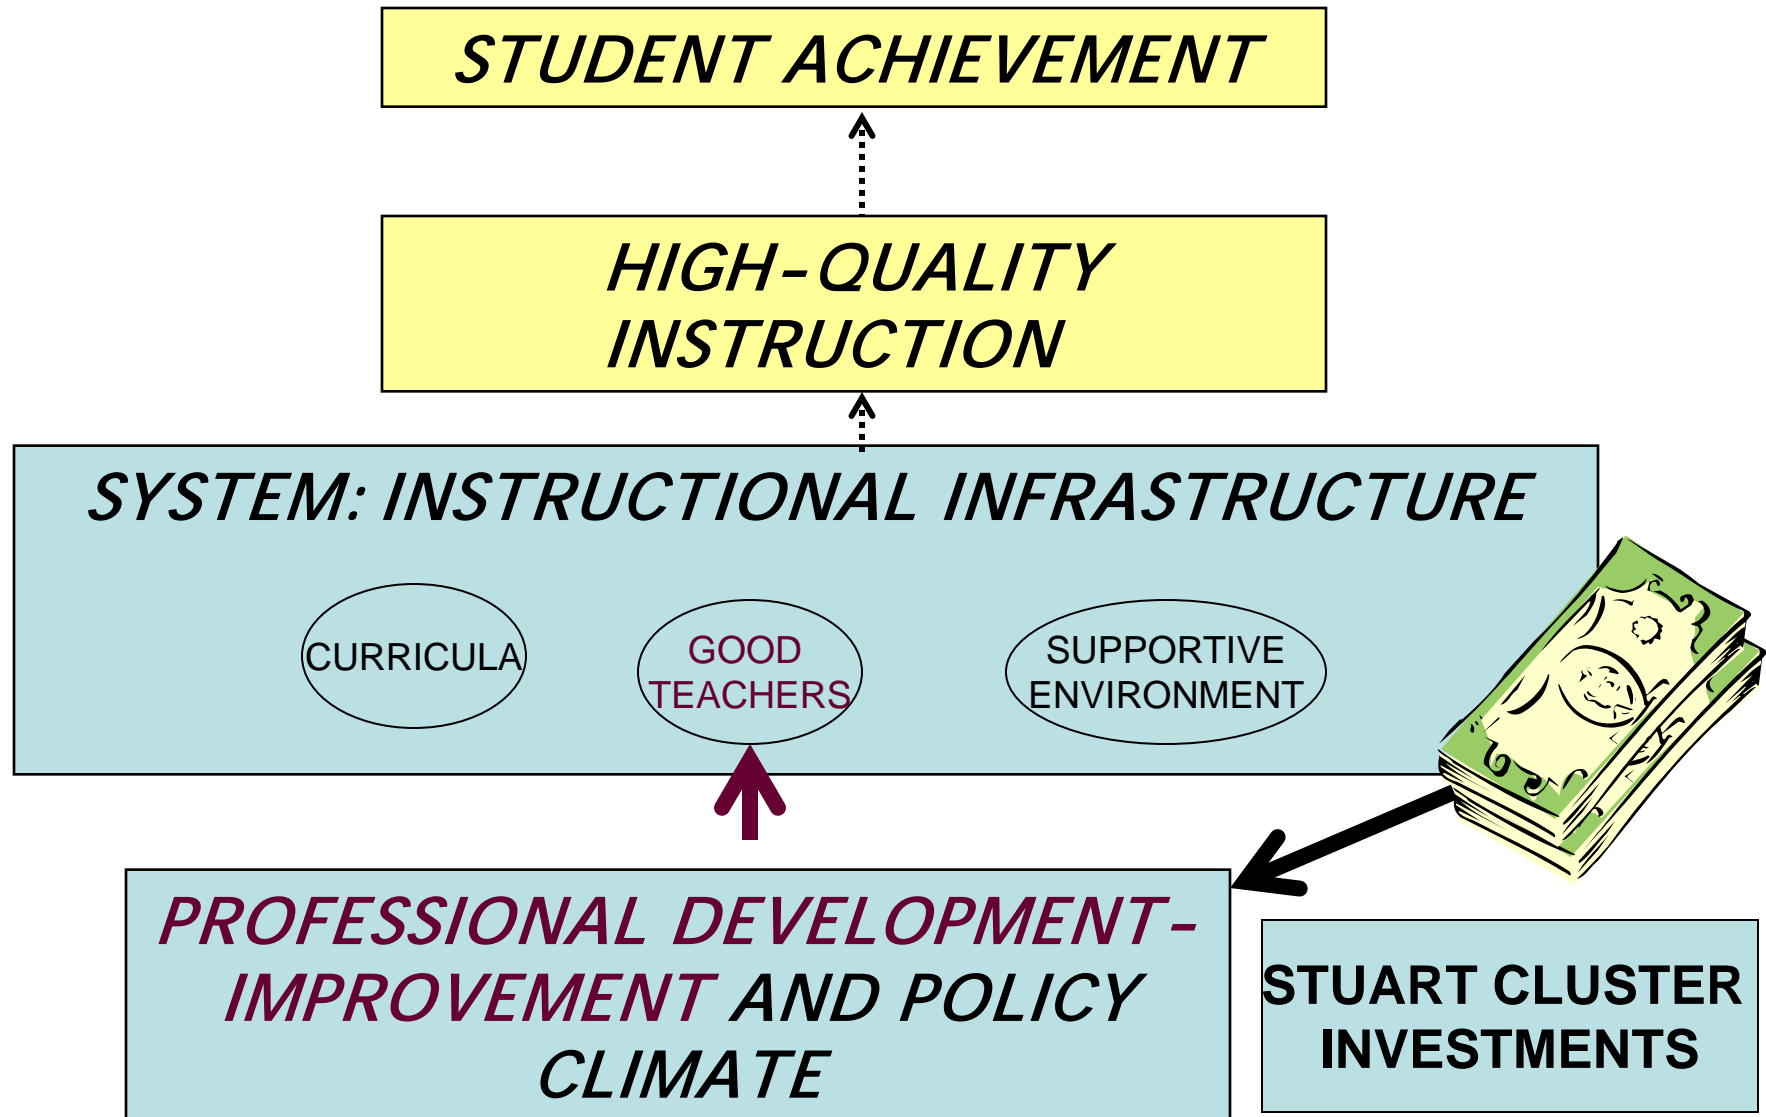 STUDENT ACHIEVEMENT
HIGH-QUALITY
INSTRUCTION
SYSTEM: INSTRUCTIONAL INFRASTRUCTURE
CURRICULA
GOOD
TEACHERS
SUPPORTIVE
ENVIRONMENT
PROFESSIONAL DEVELOPMENT-
IMPROVEMENT AND POLICY
CLIMATE
STUART CLUSTER
INVESTMENTS